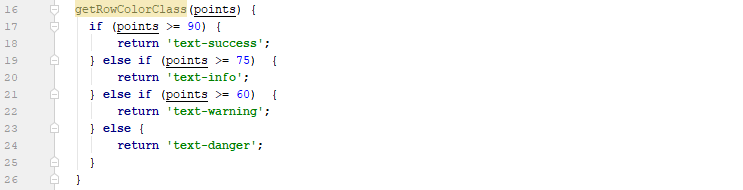 16 getRowColorClass(points) {
17 if (points >= 90) {
18 return 'text-success';
19 } else if (points >= 75)  {
20 return 'text-info';
21 } else if (points >= 60)  {
22 return 'text-warning';
23 } else {
24 return 'text-danger';
25 }
26 }